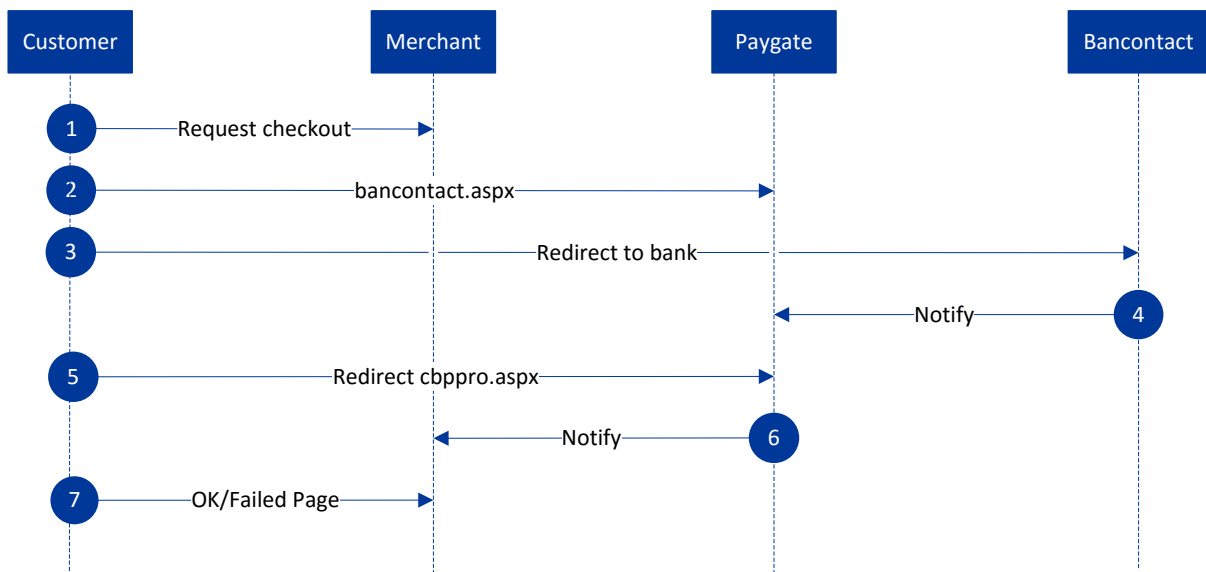 Customer
Merchant
Paygate
Bancontact
1
Request checkout
2
bancontact.aspx
3
Redirect to bank
Notify
4
5
Redirect cbppro.aspx
Notify
6
7
OK/Failed Page